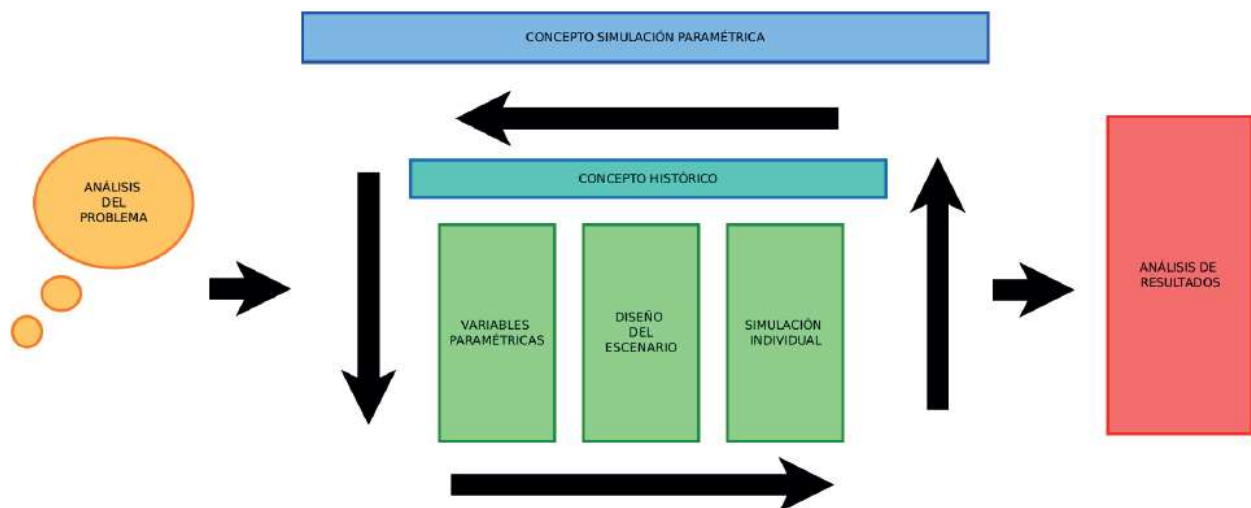 CONCEPTO SIMULACIÓN PARAMÉTRICA
CONCEPTO HISTÓRICO
ANÁLISIS
DEL
PROBLEMA
VARIABLES
PARAMÉTRICAS
DISEÑO
DEL
ESCENARIO
SIMULACIÓN
INDIVIDUAL
ANÁLISIS DE
RESULTADOS